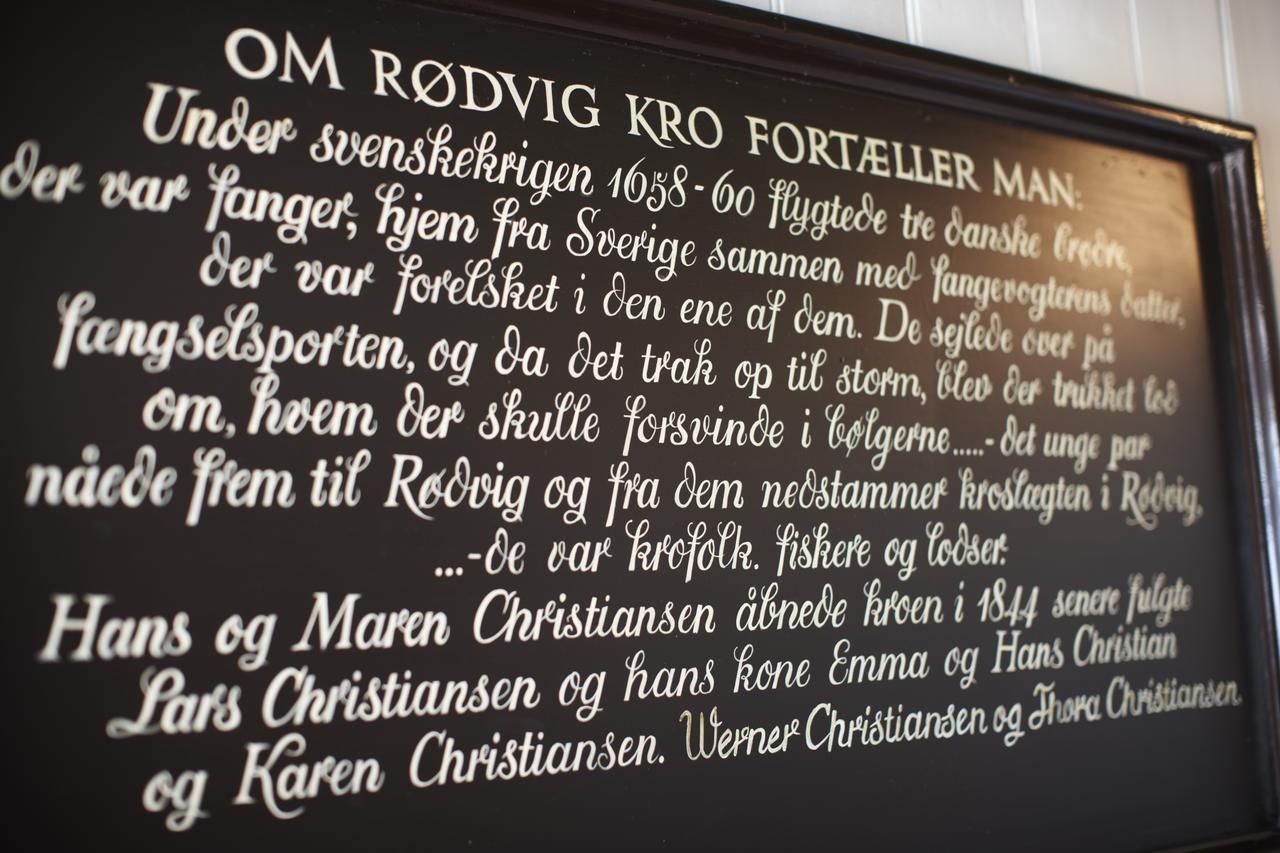 OM RØDVIG KRO FORTÆLLER MAN:
Under svenskekrigen 1658-60 flygtede tre danske brødre,
der var fanger, hjem fra Sverige sammen med fangevogterens datter,
der var forelsket i den ene af dem. De sejlede over på
fængselsporten, og da det trak op til storm, blev der trukket lod
om, hvem der skulle forsvinde i bølgerne.....-det unge par
nåede frem til Rødvig og fra dem nedstammer kroslægten i Rødvig,
...-de var krofolk. fiskere og lodser.
Hans og Maren Christiansen åbnede kroen i 1844 senere fulgte
Lars Christiansen og hans kone Emma og Hans Christian
og Karen Christiansen. Werner Christiansen og Thora Christiansen.